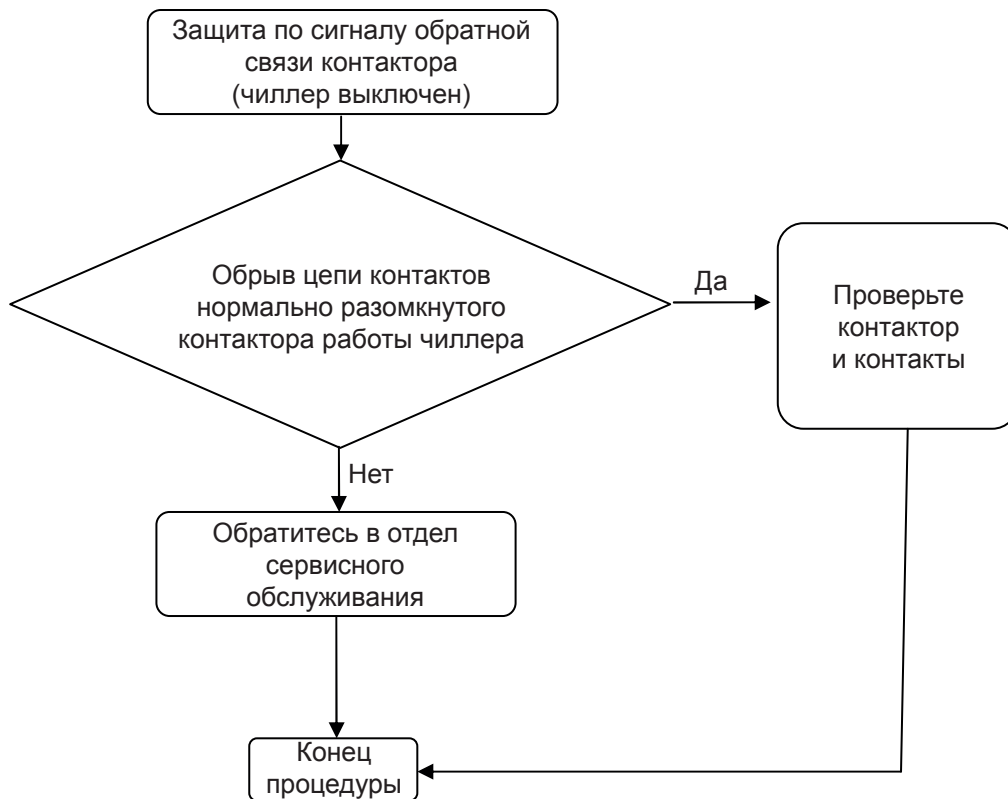 Защита по сигналу обратной
связи контактора
(чиллер выключен)
Обрыв цепи контактов
нормально разомкнутого
контактора работы чиллера
Да
Проверьте
контактор
и контакты
Нет
Обратитесь в отдел
сервисного
обслуживания
Конец
процедуры